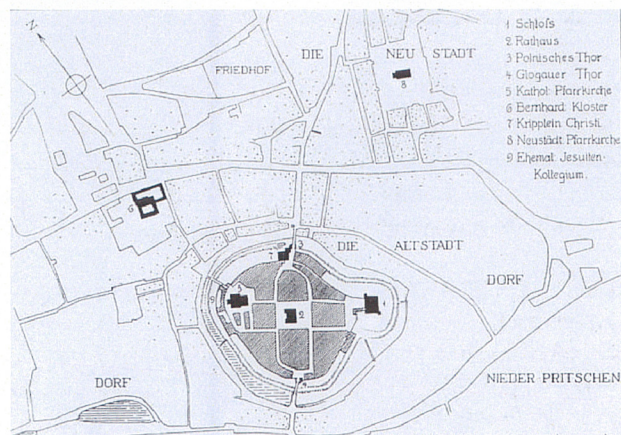 N
DIE NEU STADT
FRIEDHOF
8
1 Schloſs
2 Rathaus
3 Polnisches Thor
4 Glogauer Thor
5 Kathol: Pfarrkirche
6 Bernhard: Kloster
7 Kripplein Christi
8 Neustädt: Pfarrkirche
9 Ehemal: Jesuiten-
Kollegium.
6
DIE ALTSTADT
3
7
DORF
9
5
2
1
4
DORF
NIEDER-PRITSCHEN